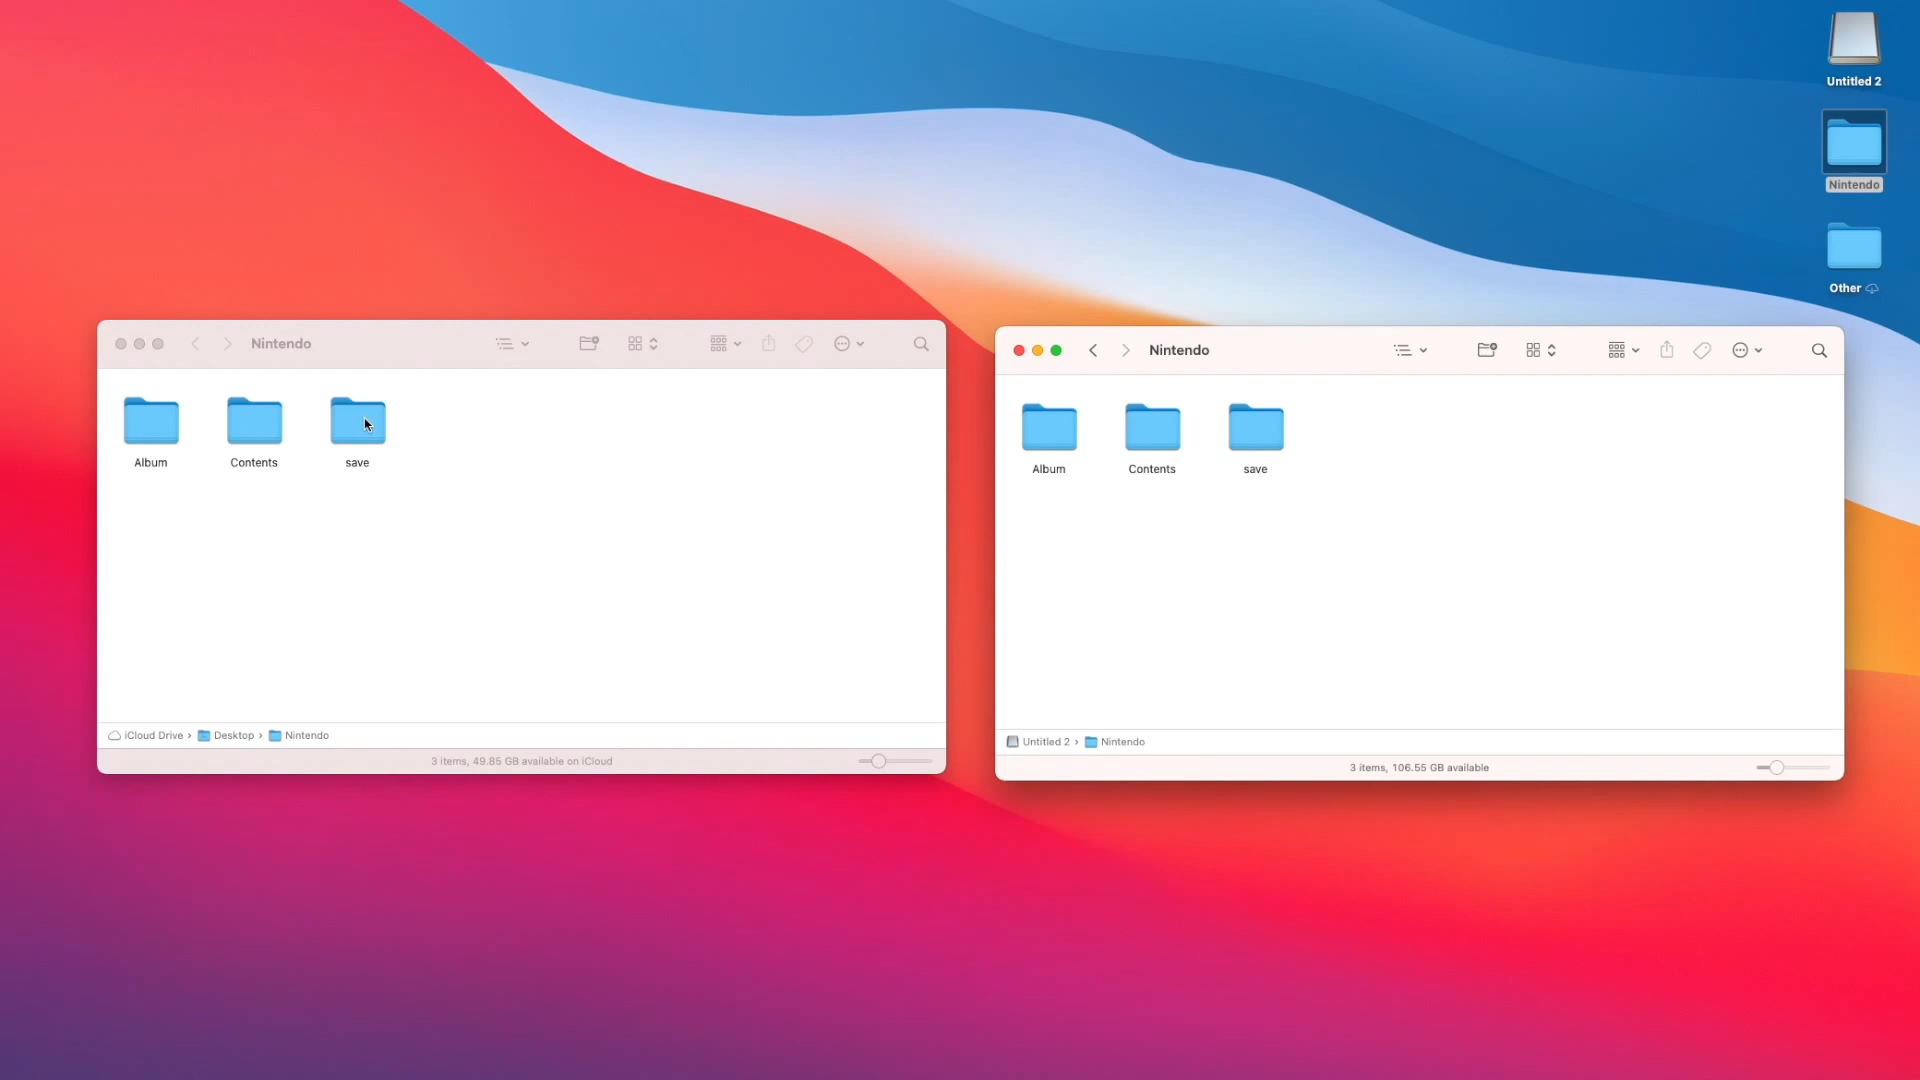 Untitled 2
Nintendo
Other
Nintendo
Album
Contents
save
iCloud Drive › Desktop › Nintendo
3 items, 49.85 GB available on iCloud
Nintendo
Album
Contents
save
Untitled 2 › Nintendo
3 items, 106.55 GB available